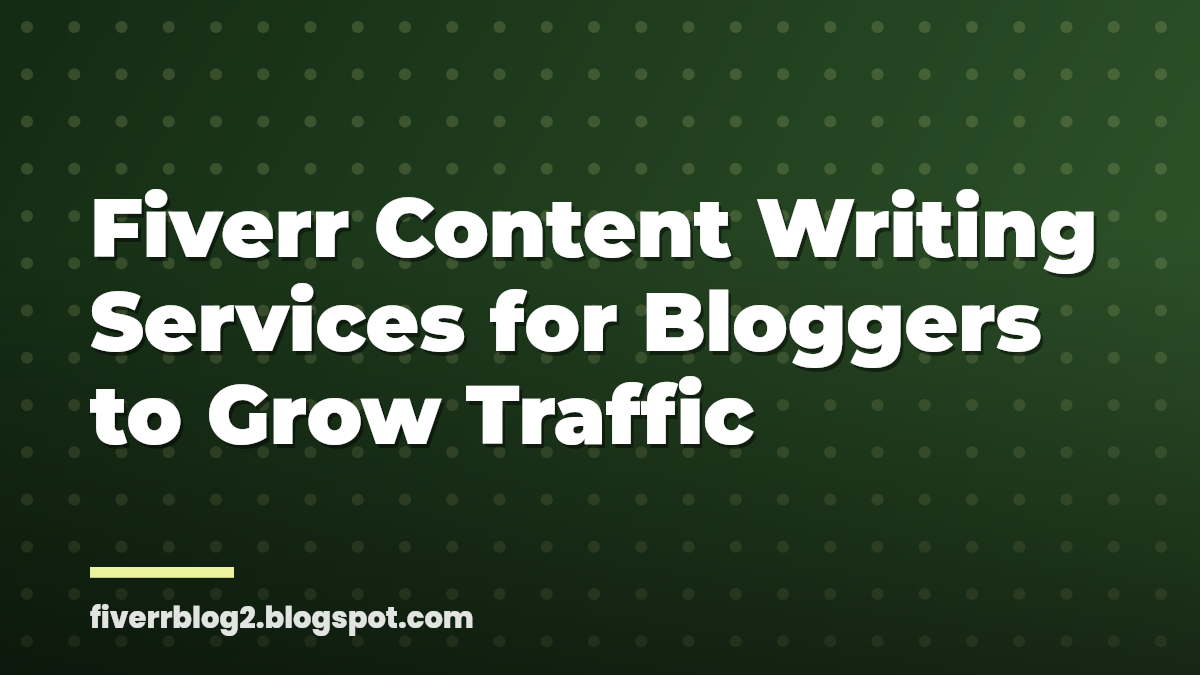 Fiverr Content Writing
Services for Bloggers
to Grow Traffic
fiverrblog2.blogspot.com